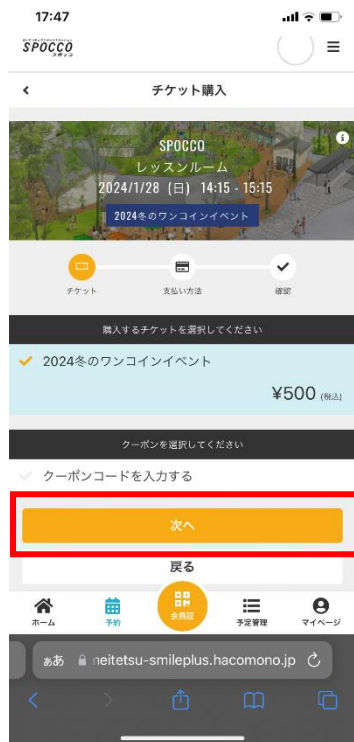 17:47
SPOCCO
スポッコ
チケット購入
SPOCCO
レッスンルーム
2024/1/28 (日) 14:15 - 15:15
2024冬のワンコインイベント
チケット
支払い方法
確認
購入するチケットを選択してください
2024冬のワンコインイベント
¥500 (税込)
クーポンを選択してください
クーポンコードを入力する
次へ
戻る
ホーム
予約
会員証
予定管理
マイページ
ぁあ
neitetsu-smileplus.hacomono.jp